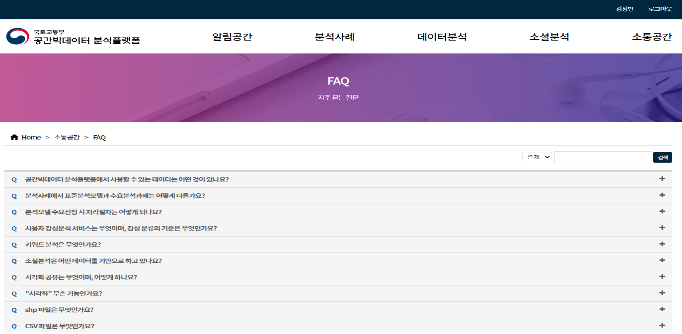 로그아웃
국토교통부
공간빅데이터 분석플랫폼
알림공간 분석사례 데이터분석 소셜분석 소통공간
FAQ
자주 묻는 질문
Home > 소통공간 > FAQ
전체 검색
Q 공간빅데이터 분석플랫폼에서 사용할 수 있는 데이터는 어떤 것이 있나요? +
Q 분석사례에서 표준분석모델과 수요분석과제는 어떻게 다른가요? +
Q 분석모델 수요신청 시 처리절차는 어떻게 되나요? +
Q 사용자 감성분석 서비스는 무엇이며, 감성 분류의 기준은 무엇인가요? +
Q 키워드 분석은 무엇인가요? +
Q 소셜분석은 어떤 데이터를 기반으로 하고 있나요? +
Q 시각화 공유는 무엇이며, 어떻게 하나요? +
Q "시각화" 무슨 기능인가요? +
Q shp 파일은 무엇인가요? +
Q CSV 파일은 무엇인가요? +